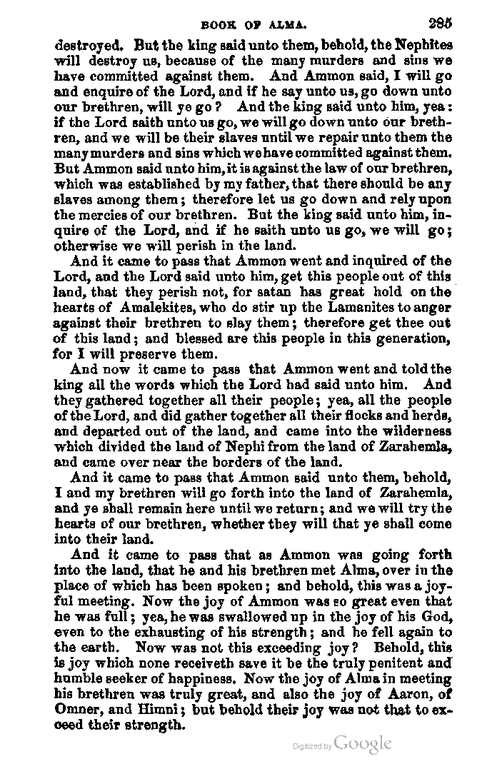 BOOK OF ALMA. 285
destroyed. But the king said unto them, behold, the Nephites
will destroy us, because of the many murders and sins we
have committed against them. And Ammon said, I will go
and enquire of the Lord, and if he say unto us, go down unto
our brethren, will ye go? And the king said unto him, yea:
if the Lord saith unto us go, we will go down unto our breth-
ren, and we will be their slaves until we repair unto them the
many murders and sins which we have committed against them.
But Ammon said unto him, it is against the law of our brethren,
which was established by my father, that there should be any
slaves among them; therefore let us go down and rely upon
the mercies of our brethren. But the king said unto him, in-
quire of the Lord, and if he saith unto us go, we will go;
otherwise we will perish in the land.
And it came to pass that Ammon went and inquired of the
Lord, and the Lord said unto him, get this people out of this
land, that they perish not, for satan has great hold on the
hearts of Amalekites, who do stir up the Lamanites to anger
against their brethren to slay them; therefore get thee out
of this land; and blessed are this people in this generation,
for I will preserve them.
And now it came to pass that Ammon went and told the
king all the words which the Lord had said unto him. And
they gathered together all their people; yea, all the people
of the Lord, and did gather together all their flocks and herds,
and departed out of the land, and came into the wilderness
which divided the land of Nephi from the land of Zarahemla,
and came over near the borders of the land.
And it came to pass that Ammon said unto them, behold,
I and my brethren will go forth into the land of Zarahemla,
and ye shall remain here until we return; and we will try the
hearts of our brethren, whether they will that ye shall come
into their land.
And it came to pass that as Ammon was going forth
into the land, that he and his brethren met Alma, over in the
place of which has been spoken; and behold, this was a joy-
ful meeting. Now the joy of Ammon was so great even that
he was full; yea, he was swallowed up in the joy of his God,
even to the exhausting of his strength; and he fell again to
the earth. Now was not this exceeding joy? Behold, this
is joy which none receiveth save it be the truly penitent and
humble seeker of happiness. Now the joy of Alma in meeting
his brethren was truly great, and also the joy of Aaron, of
Omner, and Himni; but behold their joy was not that to ex-
ceed their strength.
Digitized by Google